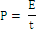 P = E/t